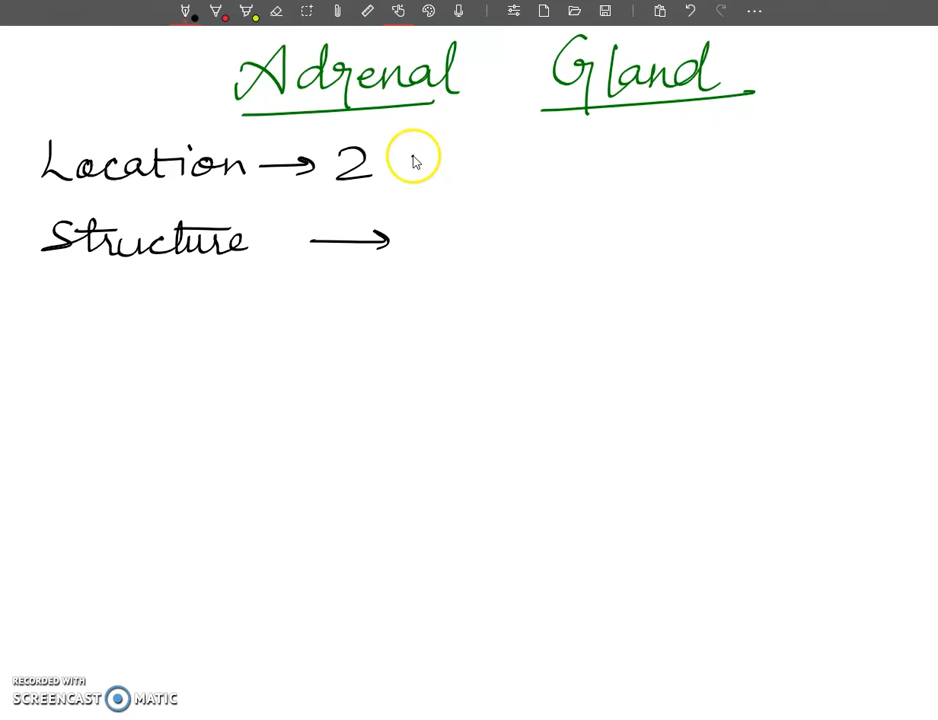 Adrenal Gland
Location → 2
Structure →
RECORDED WITH
SCREENCAST MATIC